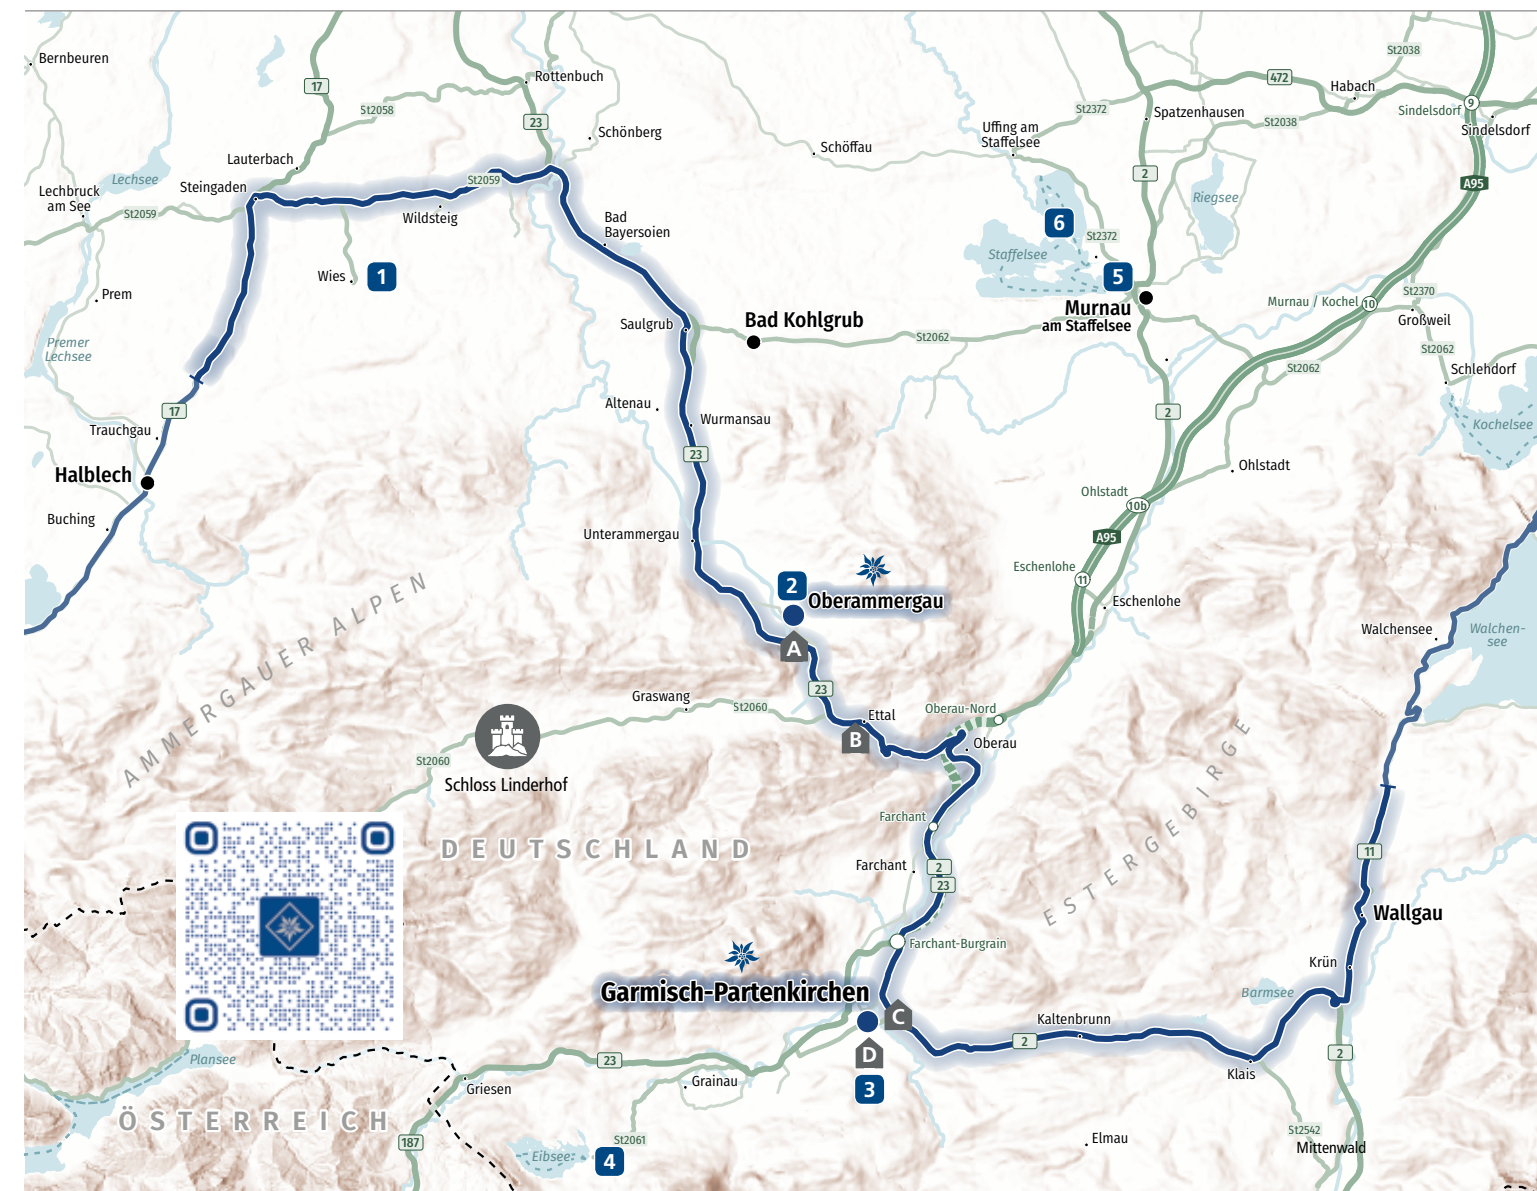 Bernbeuren
17
St2058
Rottenbuch
23
Schönberg
Schöffau
St2038
472
Habach
9
Sindelsdorf
Sindelsdorf
St2372
Spatzenhausen
St2038
Uffing am
Staffelsee
2
A95
Lauterbach
Lechsee
Steingaden
Lechbruck
am See
St2059
St2059
Wildsteig
Bad
Bayersoien
Riegsee
6
St2372
Staffelsee
5
Wies
1
Prem
Murnau
am Staffelsee
Murnau / Kochel
10
St2370
Großweil
Saulgrub
Bad Kohlgrub
St2062
St2062
St2062
Schlehdorf
Premer
Lechsee
17
Trauchgau
Altenau
Wurmansau
2
Kochelsee
23
Halblech
Ohlstadt
Ohlstadt
10b
Buching
Unterammergau
A95
Eschenlohe
11
Eschenlohe
2
Oberammergau
A
AMMERGAUER ALPEN
Walchensee
Walchen-
see
23
Graswang
St2060
Ettal
B
Oberau-Nord
Oberau
St2060
Schloss Linderhof
ESTERGEBIRGE
Farchant
DEUTSCHLAND
Farchant
2
23
11
Wallgau
Farchant-Burgrain
Krün
Barmsee
Garmisch-Partenkirchen
C
D
3
Kaltenbrunn
2
Klais
2
Plansee
23
Griesen
Grainau
ÖSTERREICH
187
St2061
Eibsee
4
Elmau
St2542
Mittenwald